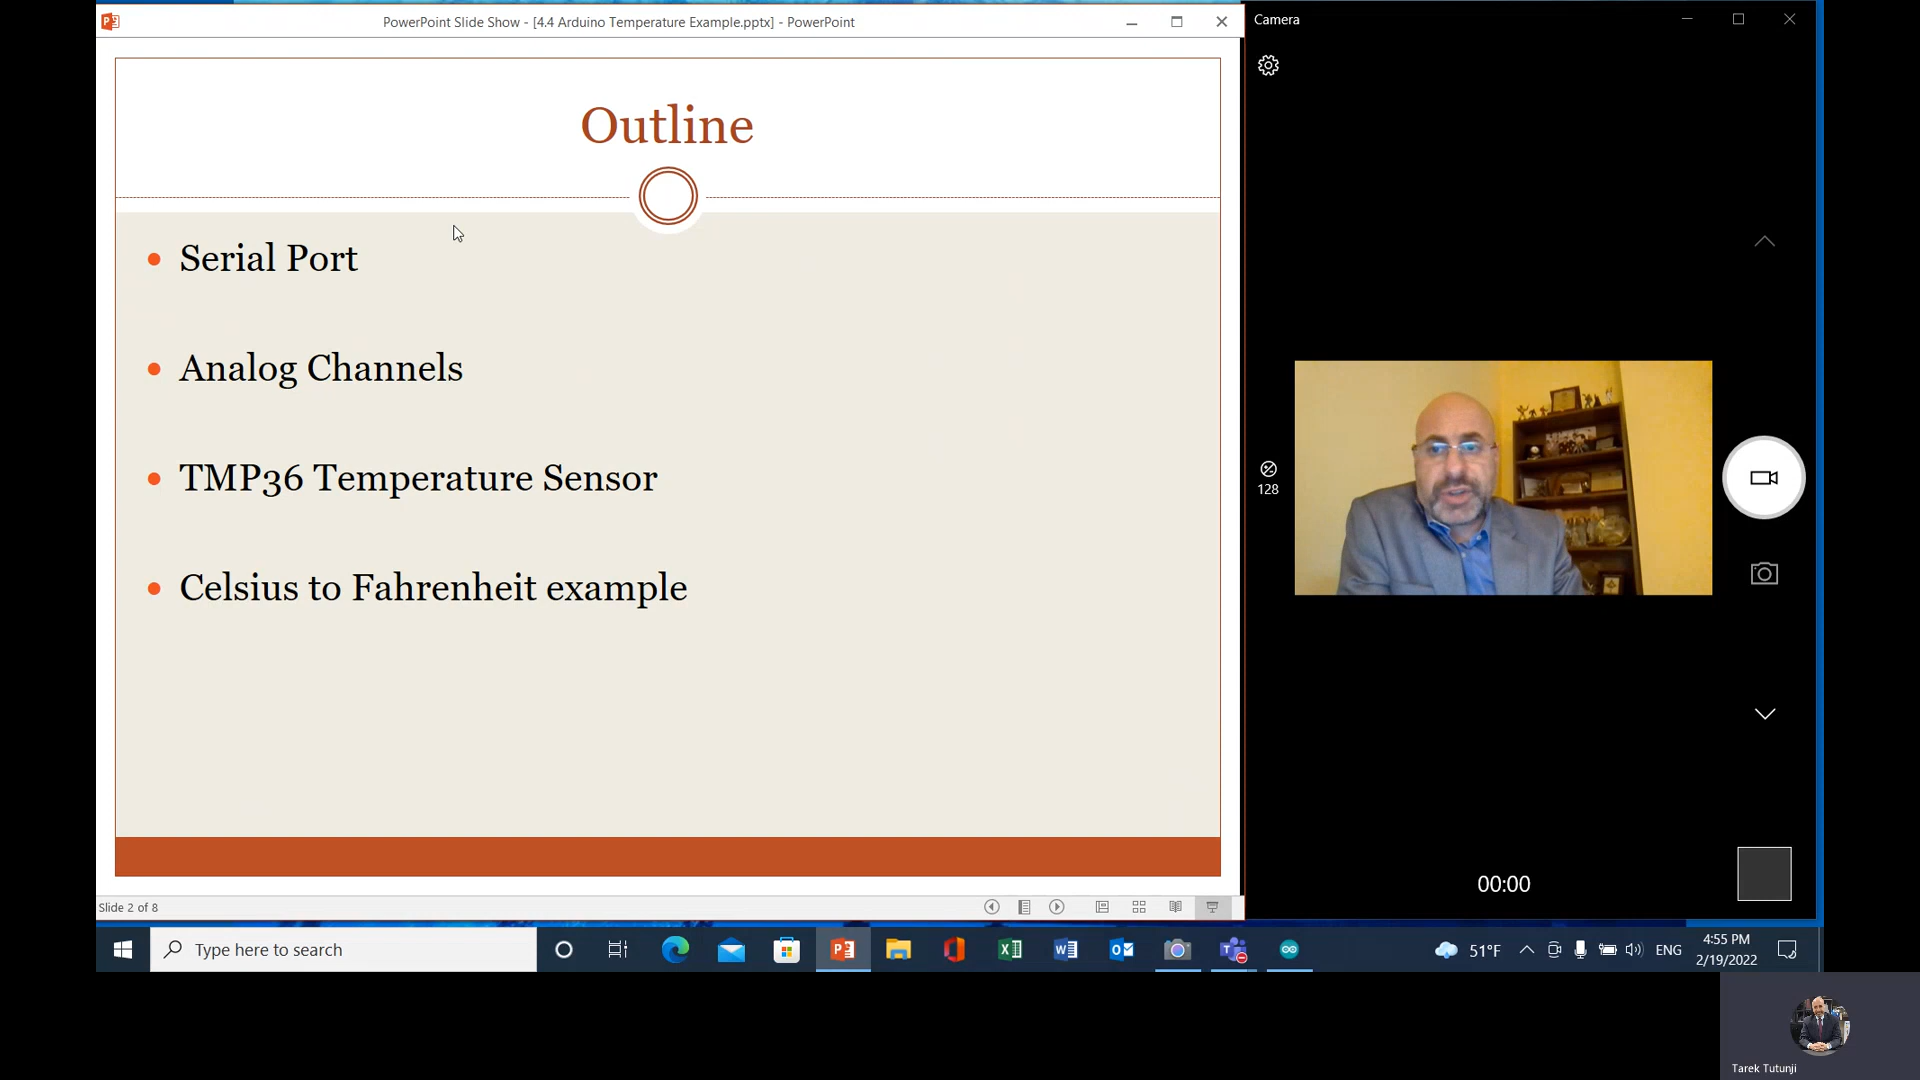 PowerPoint Slide Show - [4.4 Arduino Temperature Example.pptx] - PowerPoint
Camera
Outline
Serial Port
Analog Channels
TMP36 Temperature Sensor
Celsius to Fahrenheit example
128
00:00
Slide 2 of 8
Type here to search
51°F
ENG
4:55 PM
2/19/2022
Tarek Tutunji